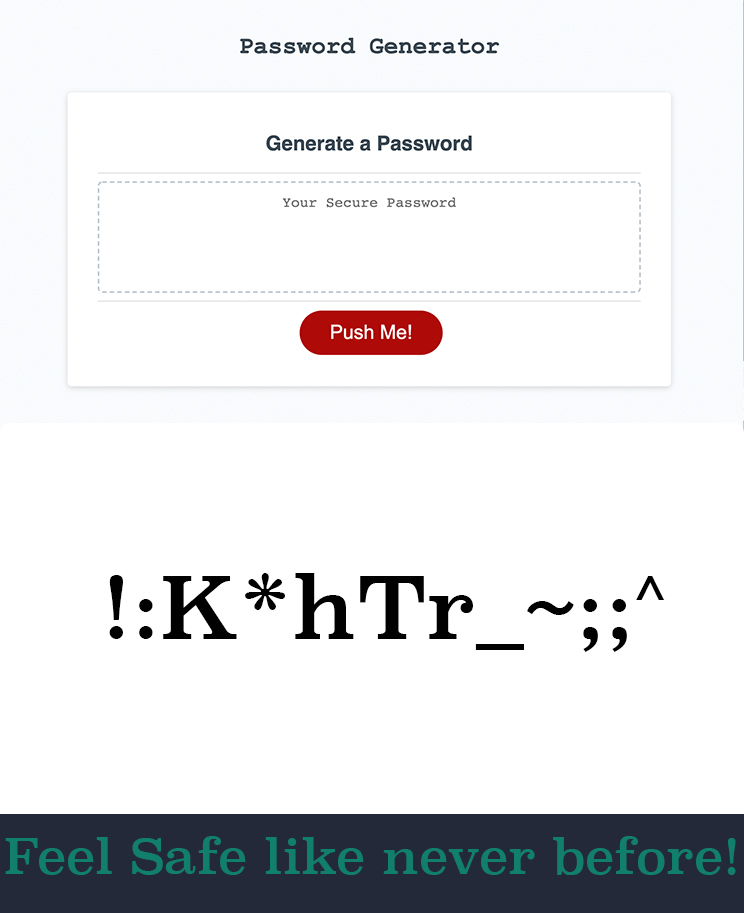 Password Generator
Generate a Password
Your Secure Password
Push Me!
!:K*hTr_~;;^
Feel Safe like never before!